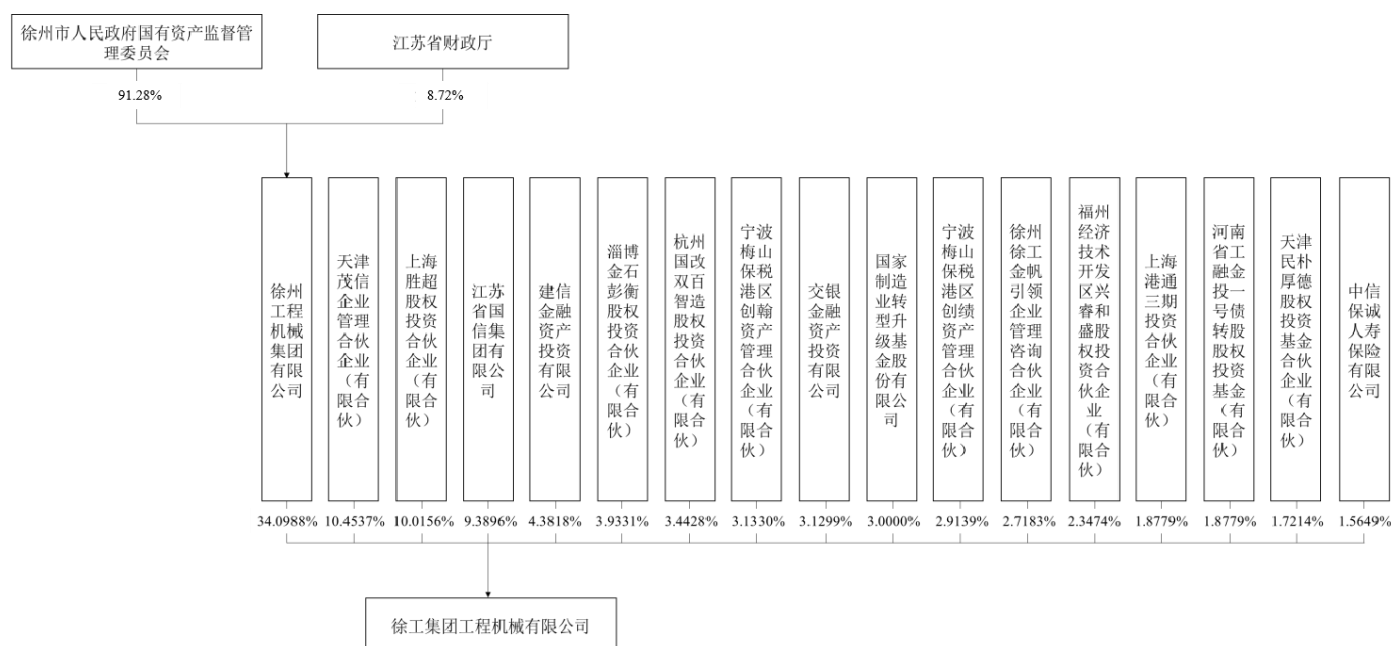 徐州市人民政府国有资产监督管
理委员会
江苏省财政厅
91.28%
8.72%
徐州
工程
机械
集团
有限
公司
天津
茂信
企业
管理
合伙
企业
（有
限合
伙）
上海
胜超
股权
投资
合伙
企业
（有
限合
伙）
江苏
省国
信集
团有
限公
司
建信
金融
资产
投资
有限
公司
淄博
金石
彭衡
股权
投资
合伙
企业
（有
限合
伙）
杭州
国改
双百
智造
股权
投资
合伙
企业
（有
限合
伙）
宁波
梅山
保税
港区
创翰
资产
管理
合伙
企业
（有
限合
伙）
交银
金融
资产
投资
有限
公司
国家
制造
业转
型升
级基
金股
份有
限公
司
宁波
梅山
保税
港区
创绩
资产
管理
合伙
企业
（有
限合
伙）
徐州
徐工
金帆
引领
企业
管理
咨询
合伙
企业
（有
限合
伙）
福州
经济
技术
开发
区兴
睿和
盛股
权投
资合
伙企
业
（有
限合
伙）
上海
港通
三期
投资
合伙
企业
（有
限合
伙）
河南
省工
融金
投一
号债
转股
股权
投资
基金
（有
限合
伙）
天津
民朴
厚德
股权
投资
基金
合伙
企业
（有
限合
伙）
中信
保诚
人寿
保险
有限
公司
34.0988%
10.4537%
10.0156%
9.3896%
4.3818%
3.9331%
3.4428%
3.1330%
3.1299%
3.0000%
2.9139%
2.7183%
2.3474%
1.8779%
1.8779%
1.7214%
1.5649%
徐工集团工程机械有限公司